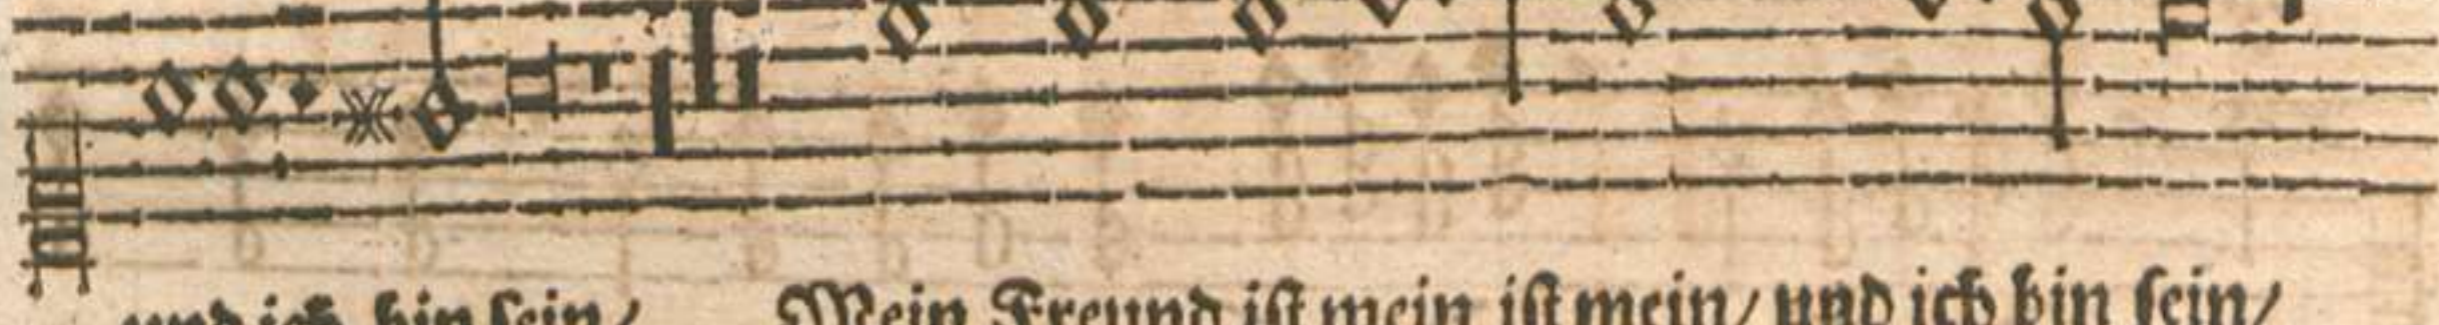 und ich bin sein/ Mein Freund ist mein ist mein/ und ich bin sein/